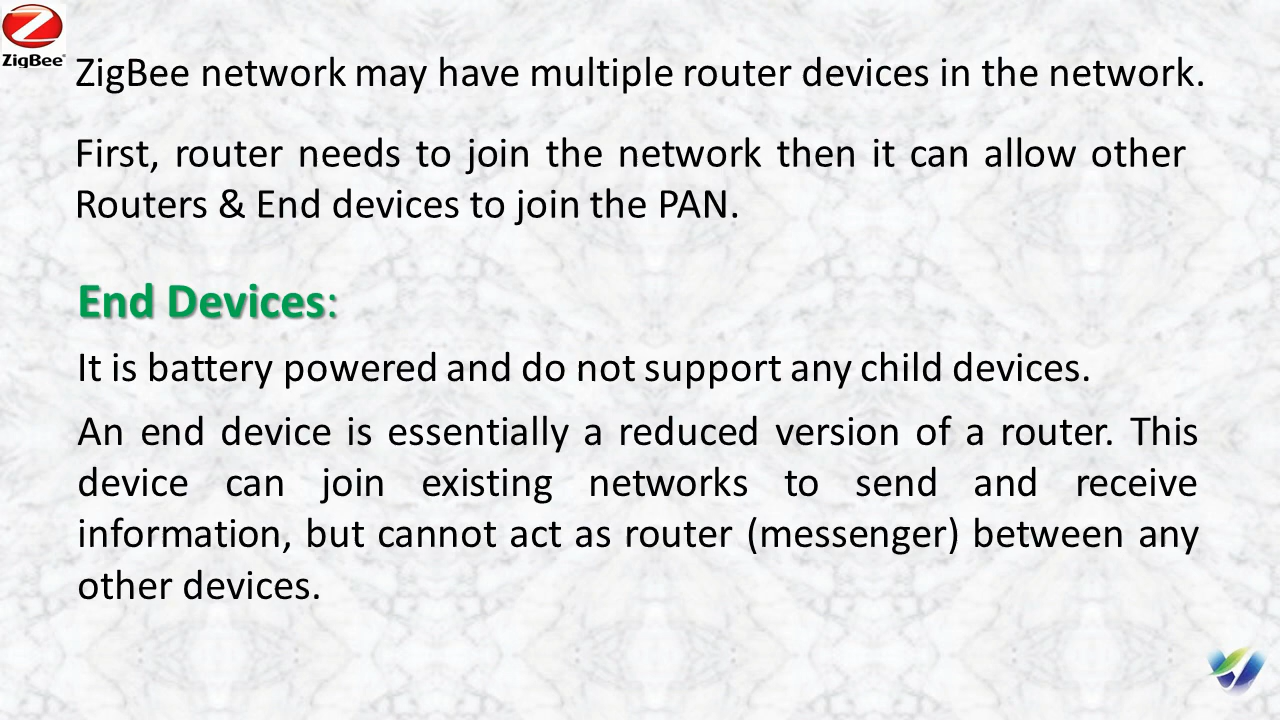 ZigBee
ZigBee network may have multiple router devices in the network.
First, router needs to join the network then it can allow other
Routers & End devices to join the PAN.
End Devices:
It is battery powered and do not support any child devices.
An end device is essentially a reduced version of a router. This
device can join existing networks to send and receive
information, but cannot act as router (messenger) between any
other devices.